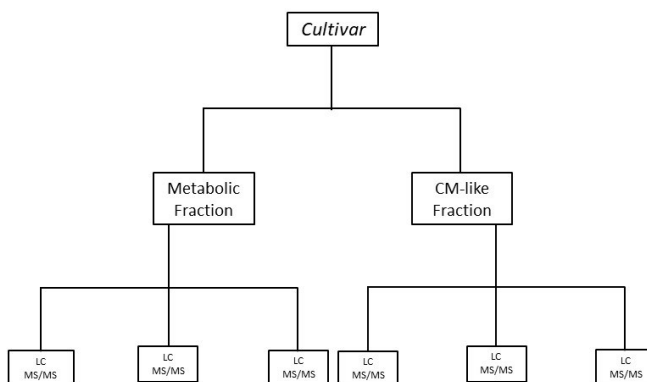 Cultivar
Metabolic
Fraction
CM-like
Fraction
LC
MS/MS
LC
MS/MS
LC
MS/MS
LC
MS/MS
LC
MS/MS
LC
MS/MS